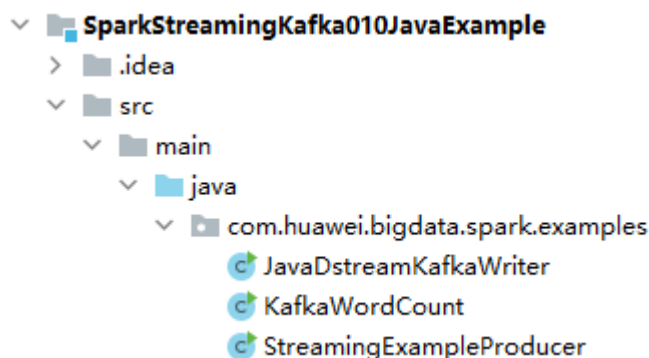 SparkStreamingKafka010JavaExample
.idea
src
main
java
com.huawei.bigdata.spark.examples
JavaDstreamKafkaWriter
KafkaWordCount
StreamingExampleProducer